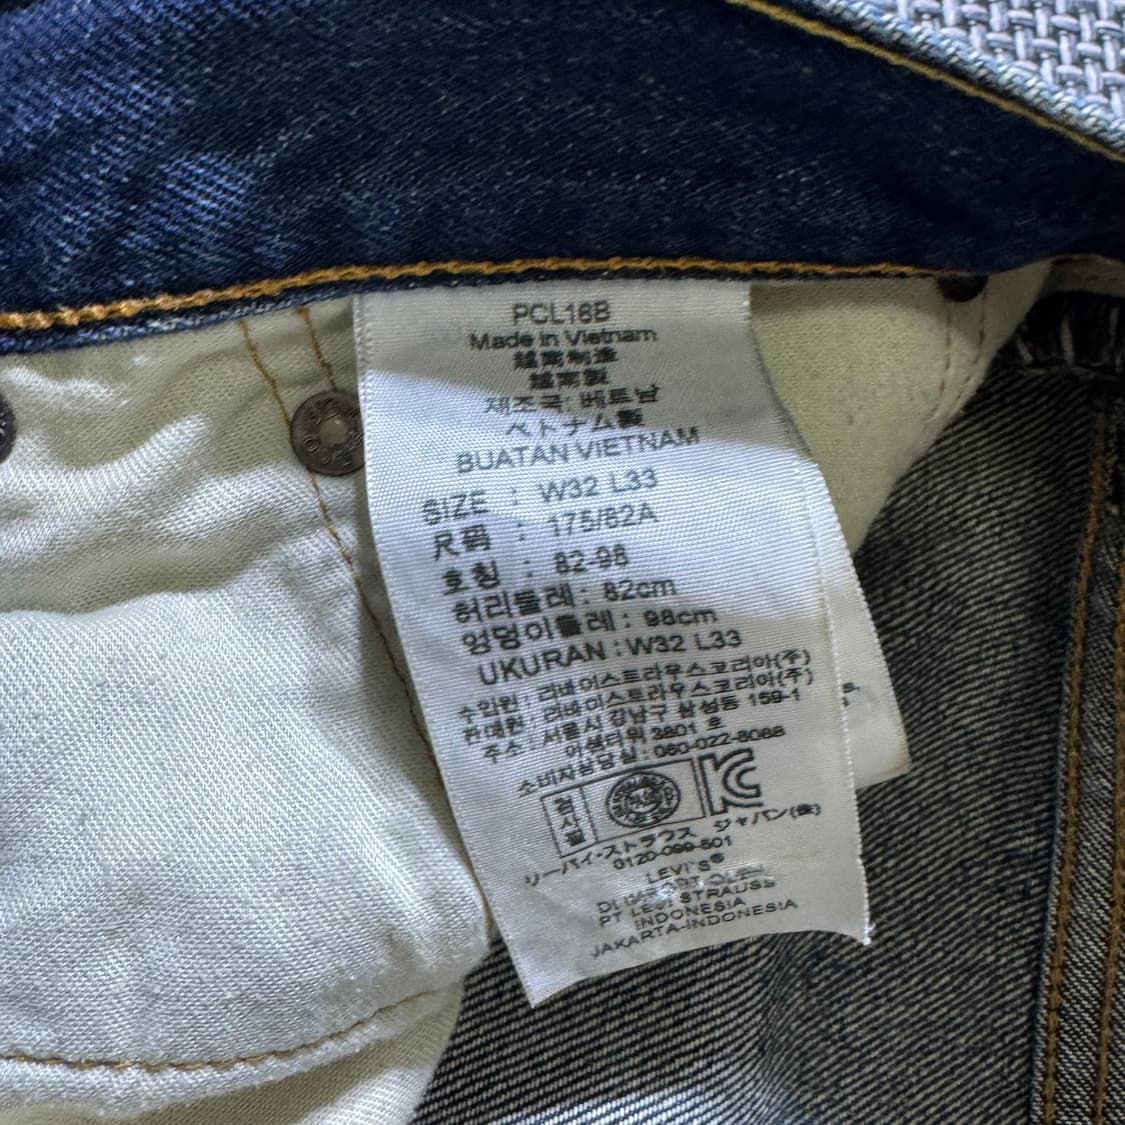 PCL18B
Made in Vietnam
越南制造
越南製
제조국: 베트남
ベトナム製
BUATAN VIETNAM
SIZE : W32 L33
尺码 : 175/82A
호칭 : 82-98
허리둘레 : 82cm
엉덩이둘레 : 98cm
UKURAN : W32 L33
수입원 : 리바이스트라우스코리아(주)
판매원 : 리바이스트라우스코리아(주)
주소 : 서울시 강남구 삼성동 159-1
3801 호
소비자상담실: 080-022-8088
リーバイ・ストラウス ジャパン(株)
0120-099-501
LEVI'S®
DI IMPORT OLEH
PT LEVI STRAUSS
INDONESIA
JAKARTA-INDONESIA